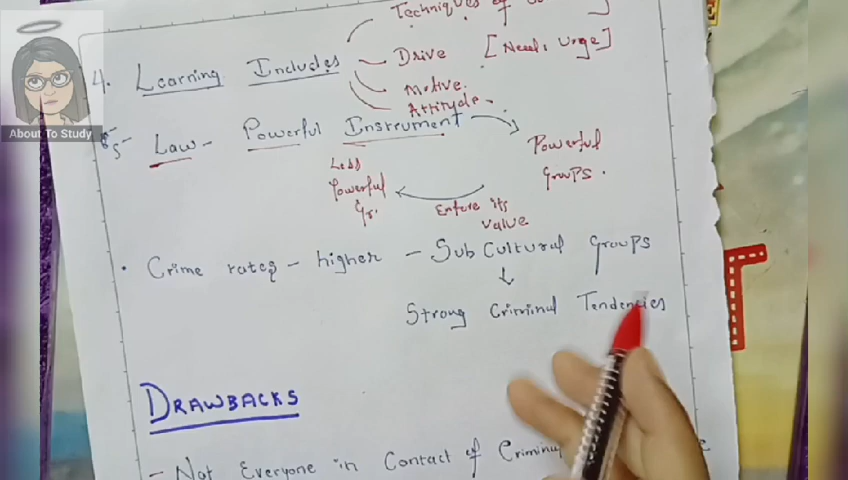 Techniques of
4. Learning Includes
Drive [Need, Urge]
Motive.
Attitude
5- Law - Powerful Instrument
Powerful
Groups.
Less
Powerful
Gr.
Enforce its
value
• Crime rates - higher - Sub Cultural Groups
↓
Strong Criminal Tendencies
DRAWBACKS
- Not Everyone in Contact of
About To Study